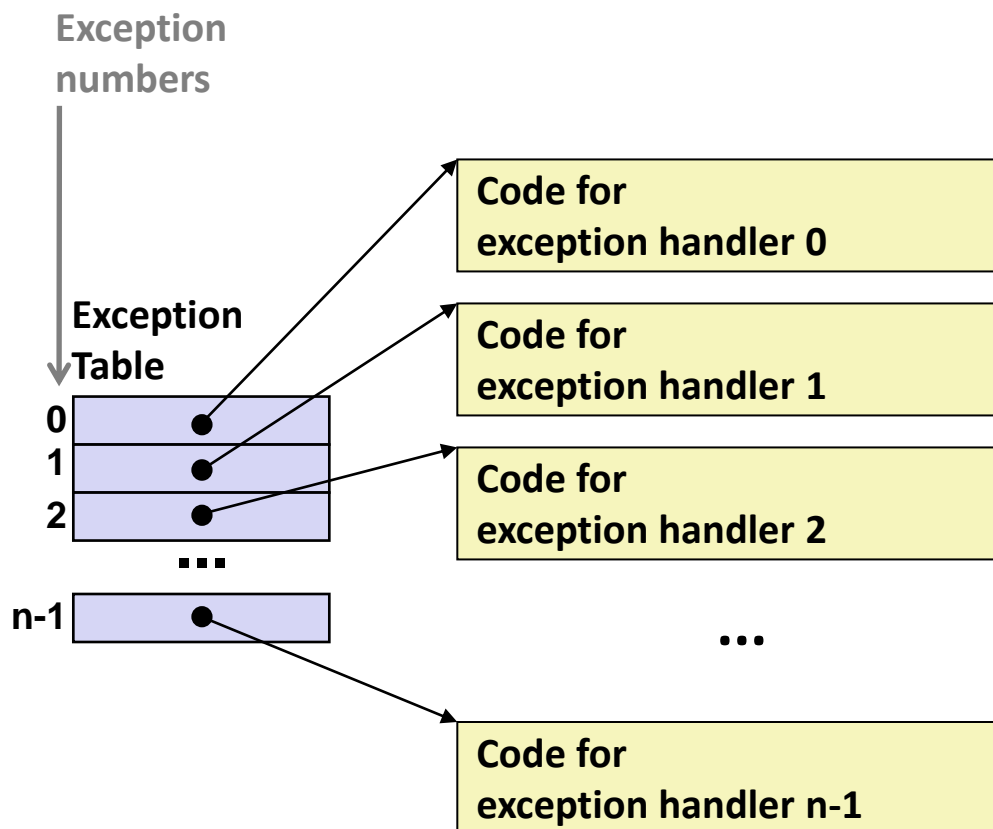 Exception
numbers
Exception
Table
0
1
2
...
n-1
Code for
exception handler 0
Code for
exception handler 1
Code for
exception handler 2
...
Code for
exception handler n-1